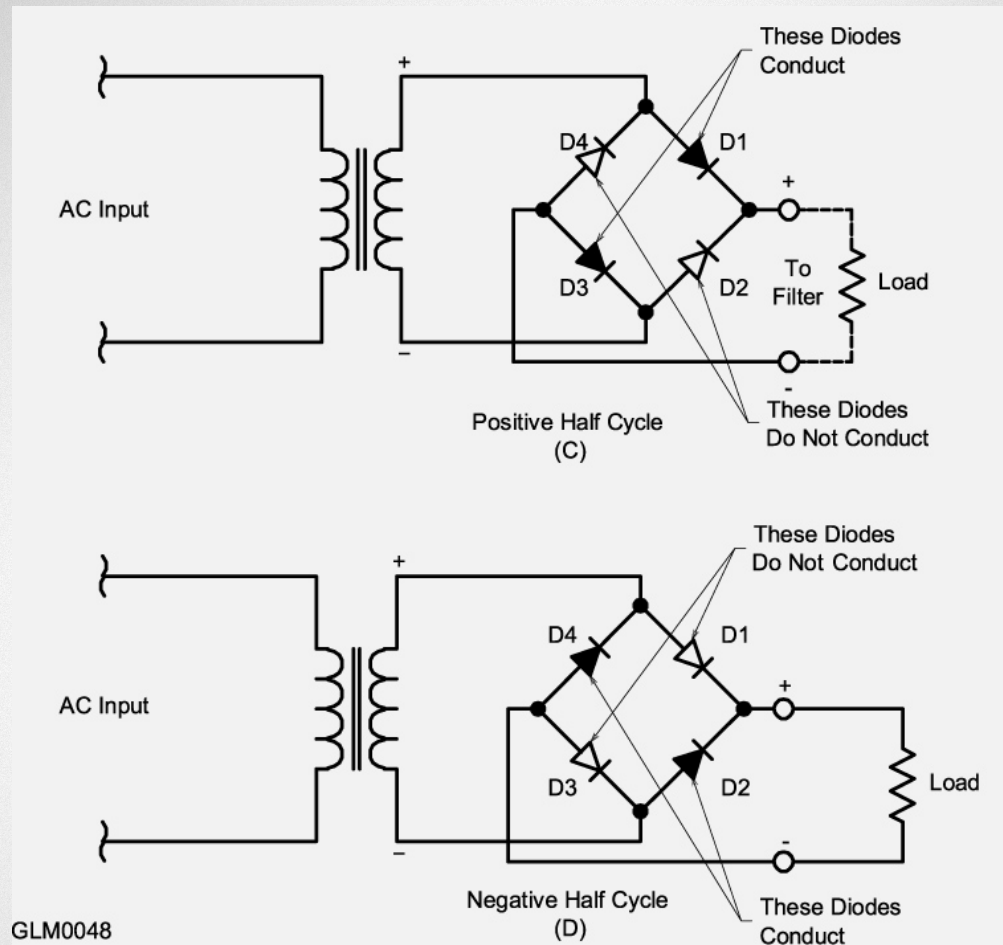 These Diodes
Conduct
+
D4
D1
+
AC Input
To
Filter
Load
D3
D2
–
-
Positive Half Cycle
(C)
These Diodes
Do Not Conduct
These Diodes
Do Not Conduct
+
D4
D1
+
AC Input
Load
D3
D2
–
-
Negative Half Cycle
(D)
These Diodes
Conduct
GLM0048